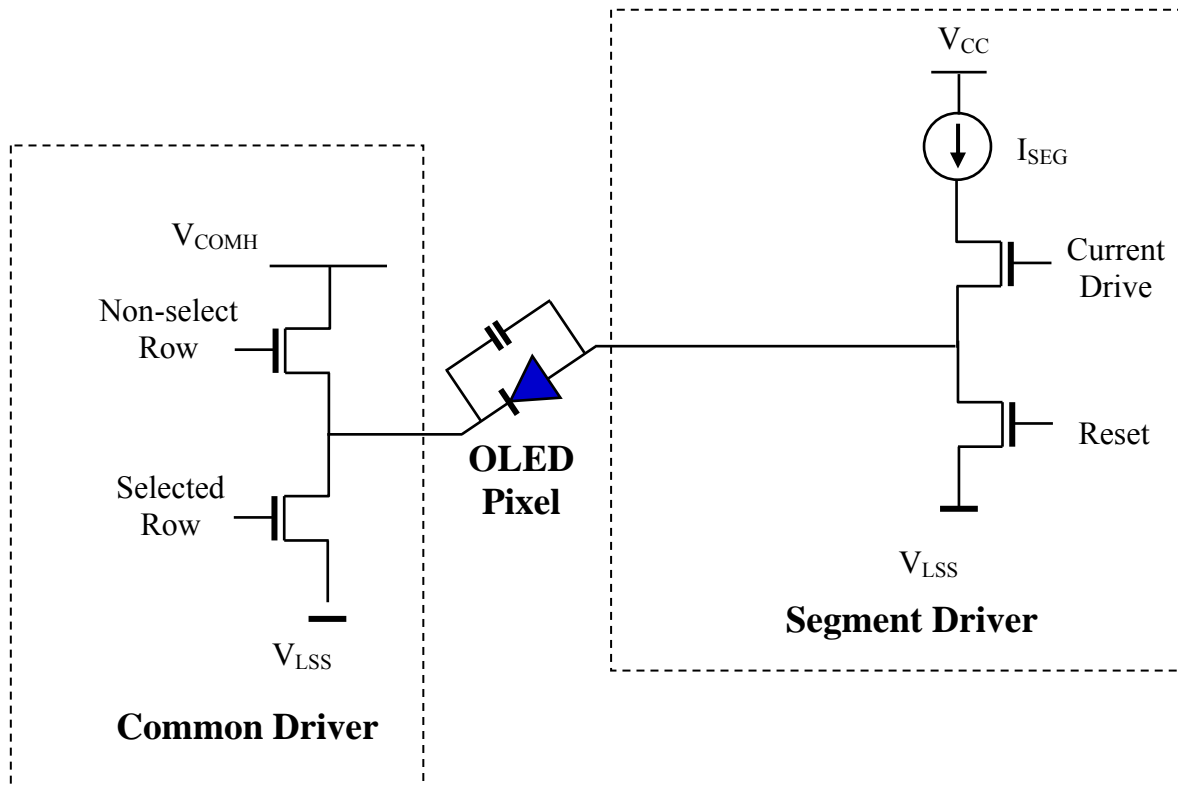 V_CC
I_SEG
Current
Drive
Reset
V_LSS
Segment Driver
V_COMH
Non-select
Row
Selected
Row
V_LSS
Common Driver
OLED
Pixel